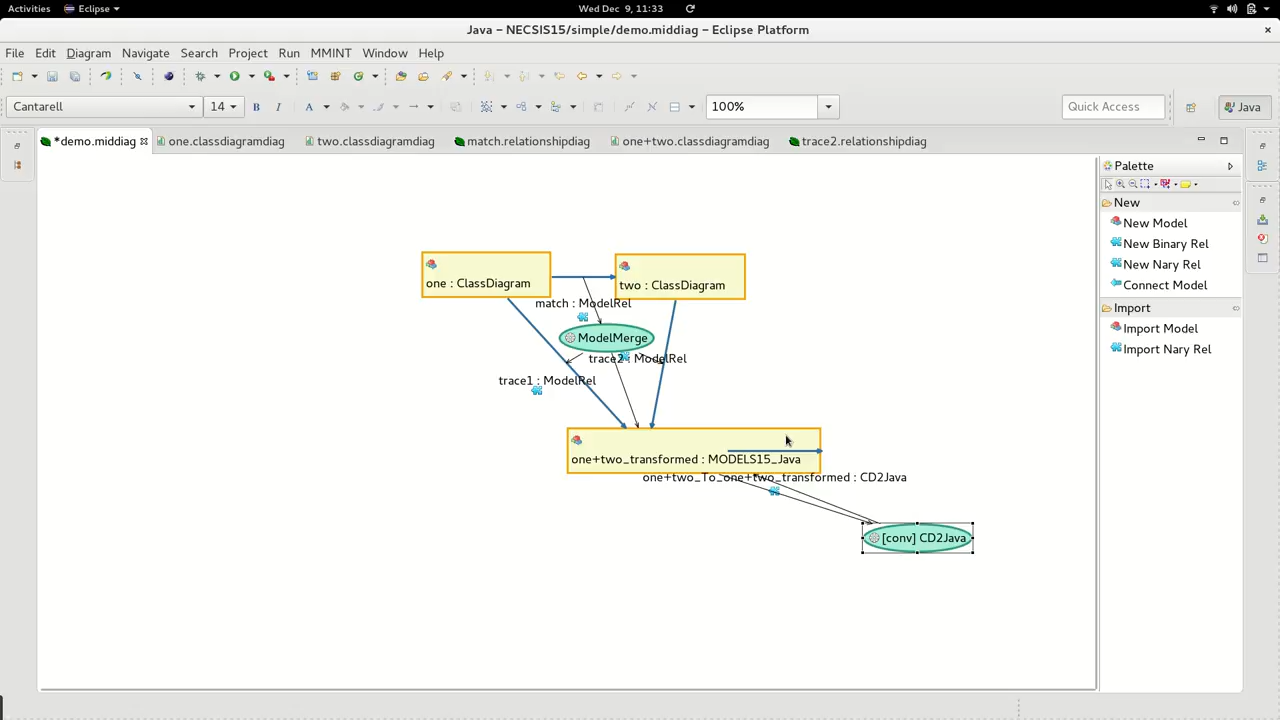 Activities Eclipse Wed Dec 9, 11:33
Java – NECSIS15/simple/demo.middiag – Eclipse Platform
File Edit Diagram Navigate Search Project Run MMINT Window Help
Cantarell 14 B I A 100% Quick Access Java
*demo.middiag one.classdiagramdiag two.classdiagramdiag match.relationshipdiag one+two.classdiagramdiag trace2.relationshipdiag
Palette
New
New Model
New Binary Rel
New Nary Rel
Connect Model
Import
Import Model
Import Nary Rel
one : ClassDiagram
two : ClassDiagram
match : ModelRel
ModelMerge
trace2 : ModelRel
trace1 : ModelRel
one+two_transformed : MODELS15_Java
one+two_To_one+two_transformed : CD2Java
[conv] CD2Java